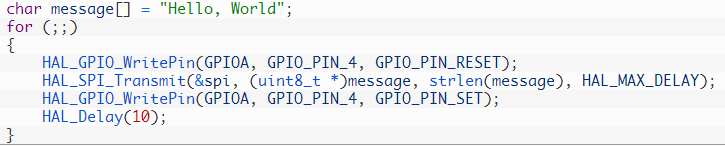 char message[] = "Hello, World";
for (;;)
{
    HAL_GPIO_WritePin(GPIOA, GPIO_PIN_4, GPIO_PIN_RESET);
    HAL_SPI_Transmit(&spi, (uint8_t *)message, strlen(message), HAL_MAX_DELAY);
    HAL_GPIO_WritePin(GPIOA, GPIO_PIN_4, GPIO_PIN_SET);
    HAL_Delay(10);
}